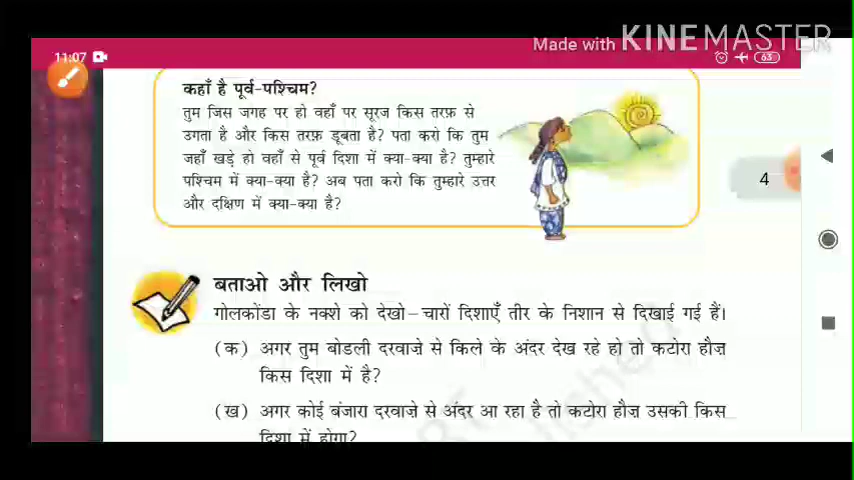 Made with KINEMASTER
11:07
63
कहाँ है पूर्व-पश्चिम?
तुम जिस जगह पर हो वहाँ पर सूरज किस तरफ़ से
उगता है और किस तरफ़ डूबता है? पता करो कि तुम
जहाँ खड़े हो वहाँ से पूर्व दिशा में क्या-क्या है? तुम्हारे
पश्चिम में क्या-क्या है? अब पता करो कि तुम्हारे उत्तर
और दक्षिण में क्या-क्या है?
4
बताओ और लिखो
गोलकोंडा के नक्शे को देखो–चारों दिशाएँ तीर के निशान से दिखाई गई हैं।
(क) अगर तुम बोडली दरवाज़े से किले के अंदर देख रहे हो तो कटोरा हौज़
किस दिशा में है?
(ख) अगर कोई बंजारा दरवाज़े से अंदर आ रहा है तो कटोरा हौज़ उसकी किस
दिशा में होगा?